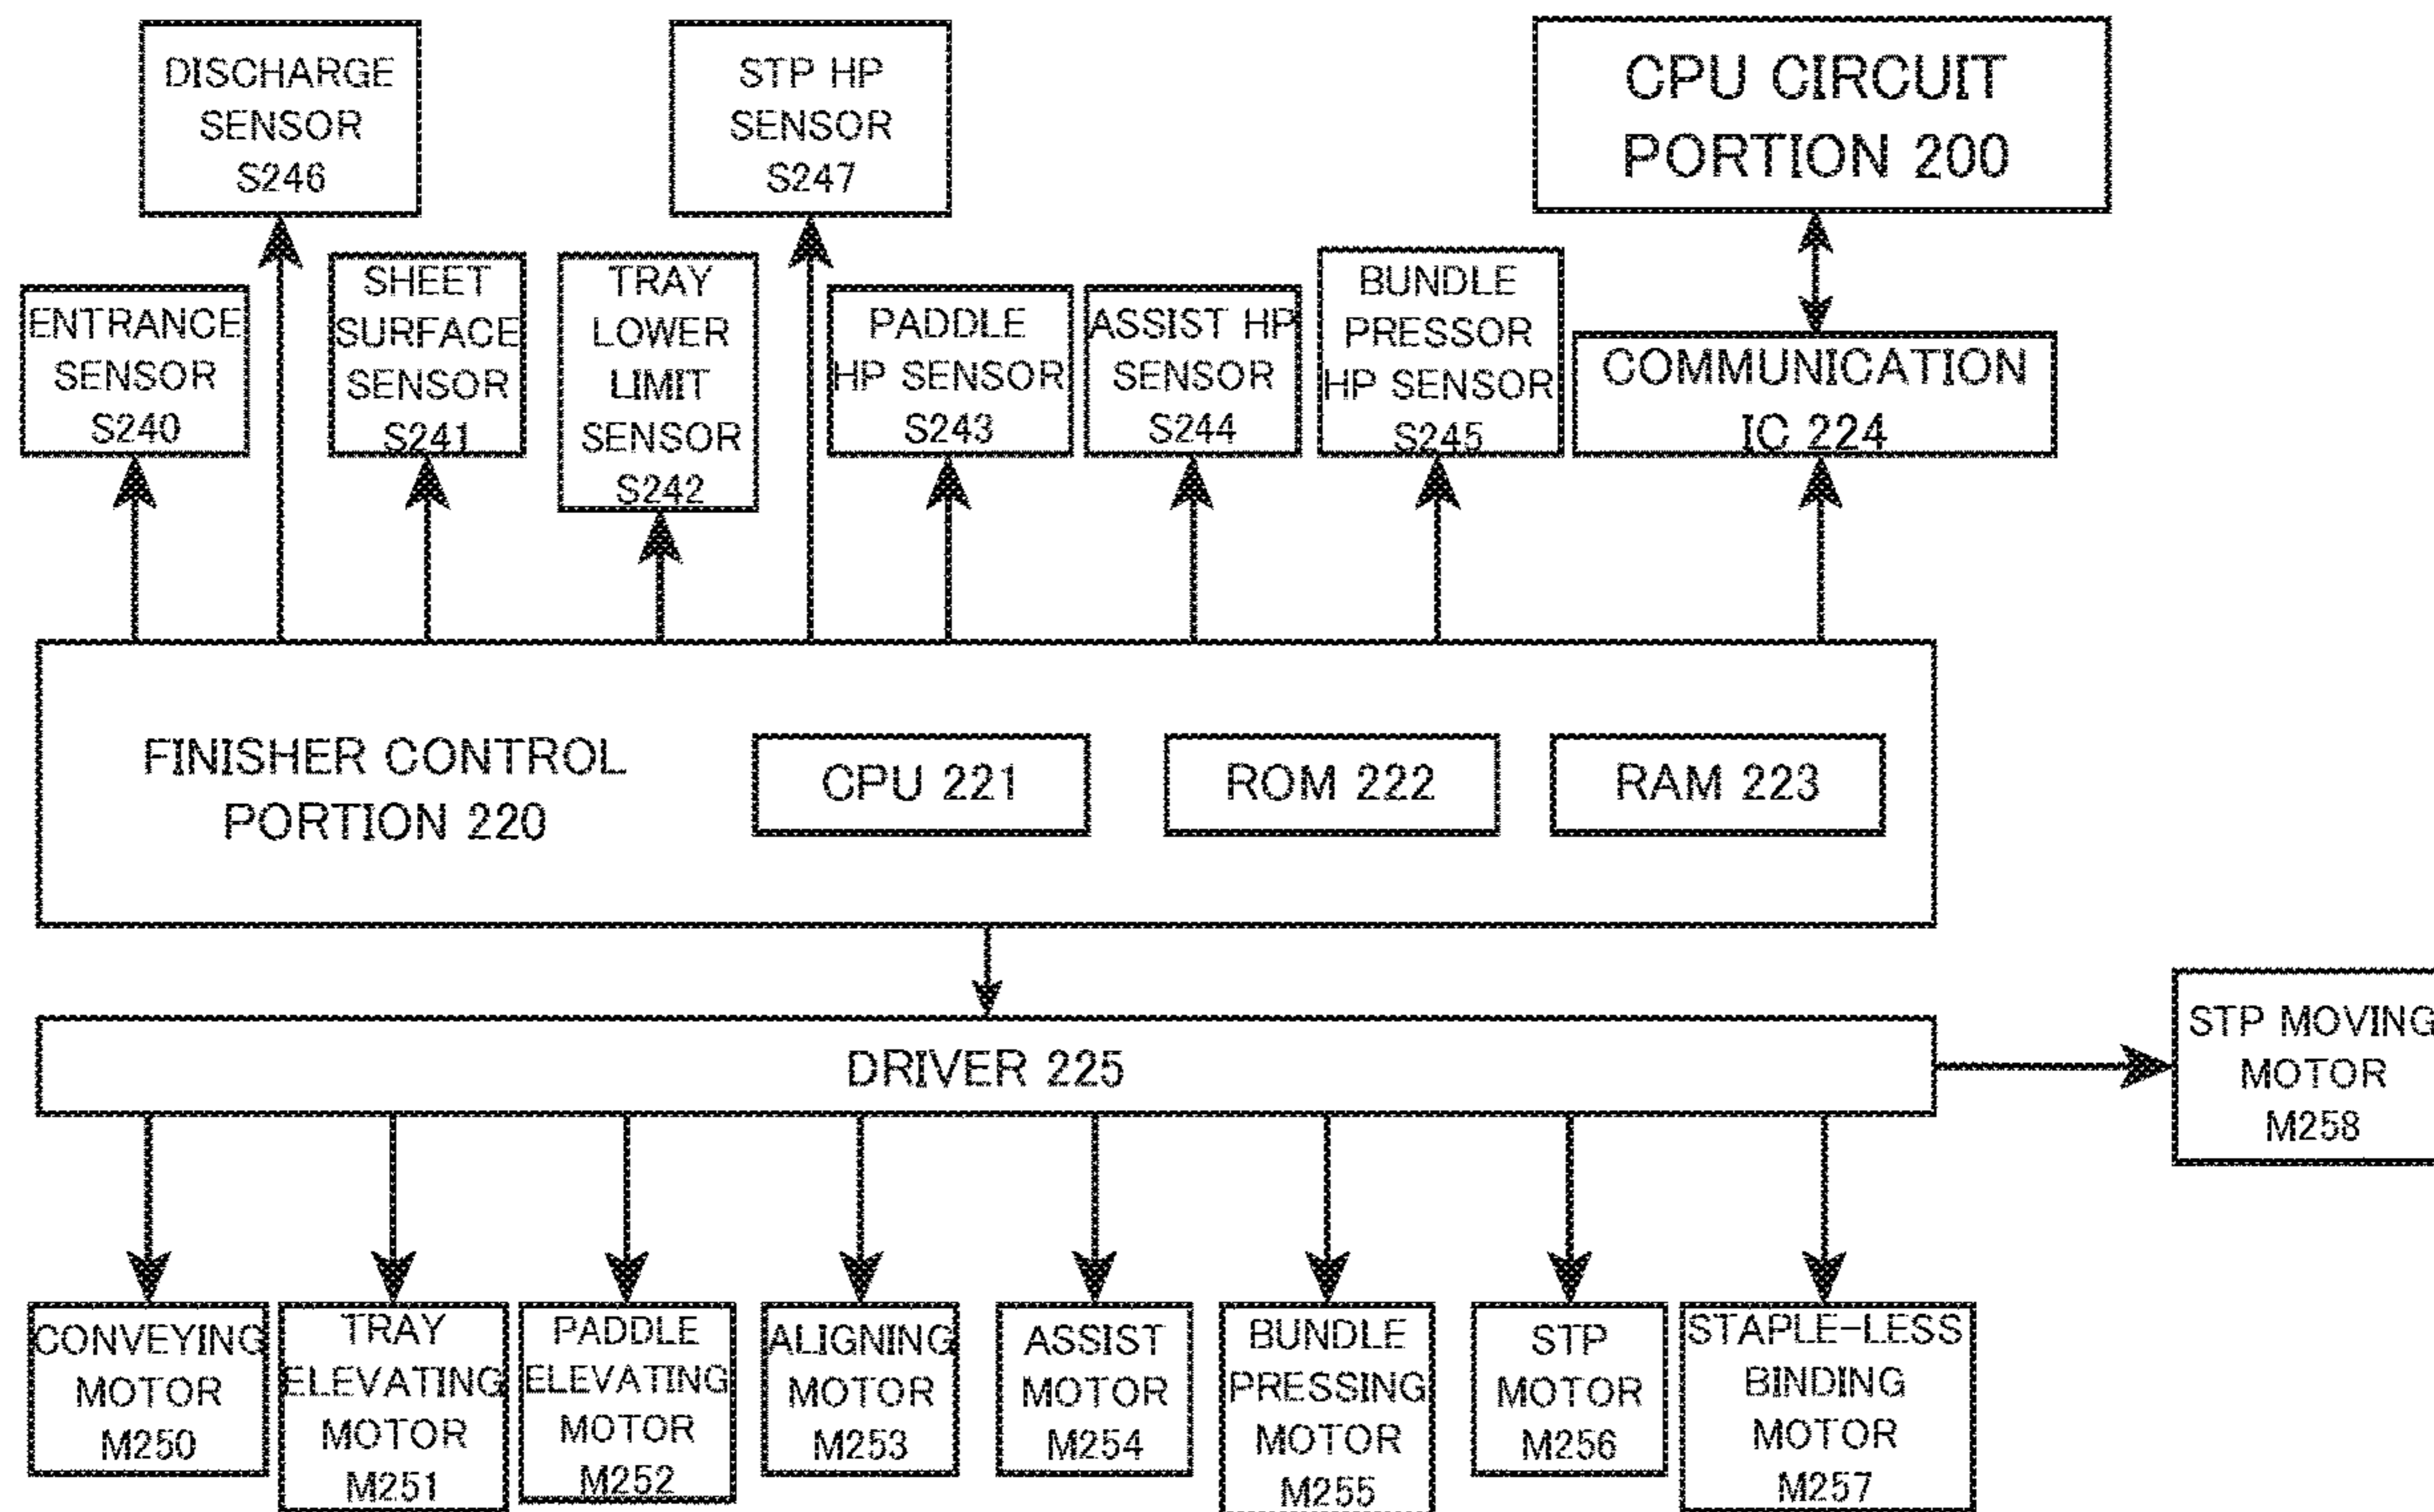 DISCHARGE
SENSOR
S246
STP HP
SENSOR
S247
CPU CIRCUIT
PORTION 200
ENTRANCE
SENSOR
S240
SHEET
SURFACE
SENSOR
S241
TRAY
LOWER
LIMIT
SENSOR
S242
PADDLE
HP SENSOR
S243
ASSIST HP
SENSOR
S244
BUNDLE
PRESSOR
HP SENSOR
S245
COMMUNICATION
IC 224
FINISHER CONTROL
PORTION 220
CPU 221
ROM 222
RAM 223
DRIVER 225
STP MOVING
MOTOR
M258
CONVEYING
MOTOR
M250
TRAY
ELEVATING
MOTOR
M251
PADDLE
ELEVATING
MOTOR
M252
ALIGNING
MOTOR
M253
ASSIST
MOTOR
M254
BUNDLE
PRESSING
MOTOR
M255
STP
MOTOR
M256
STAPLE-LESS
BINDING
MOTOR
M257